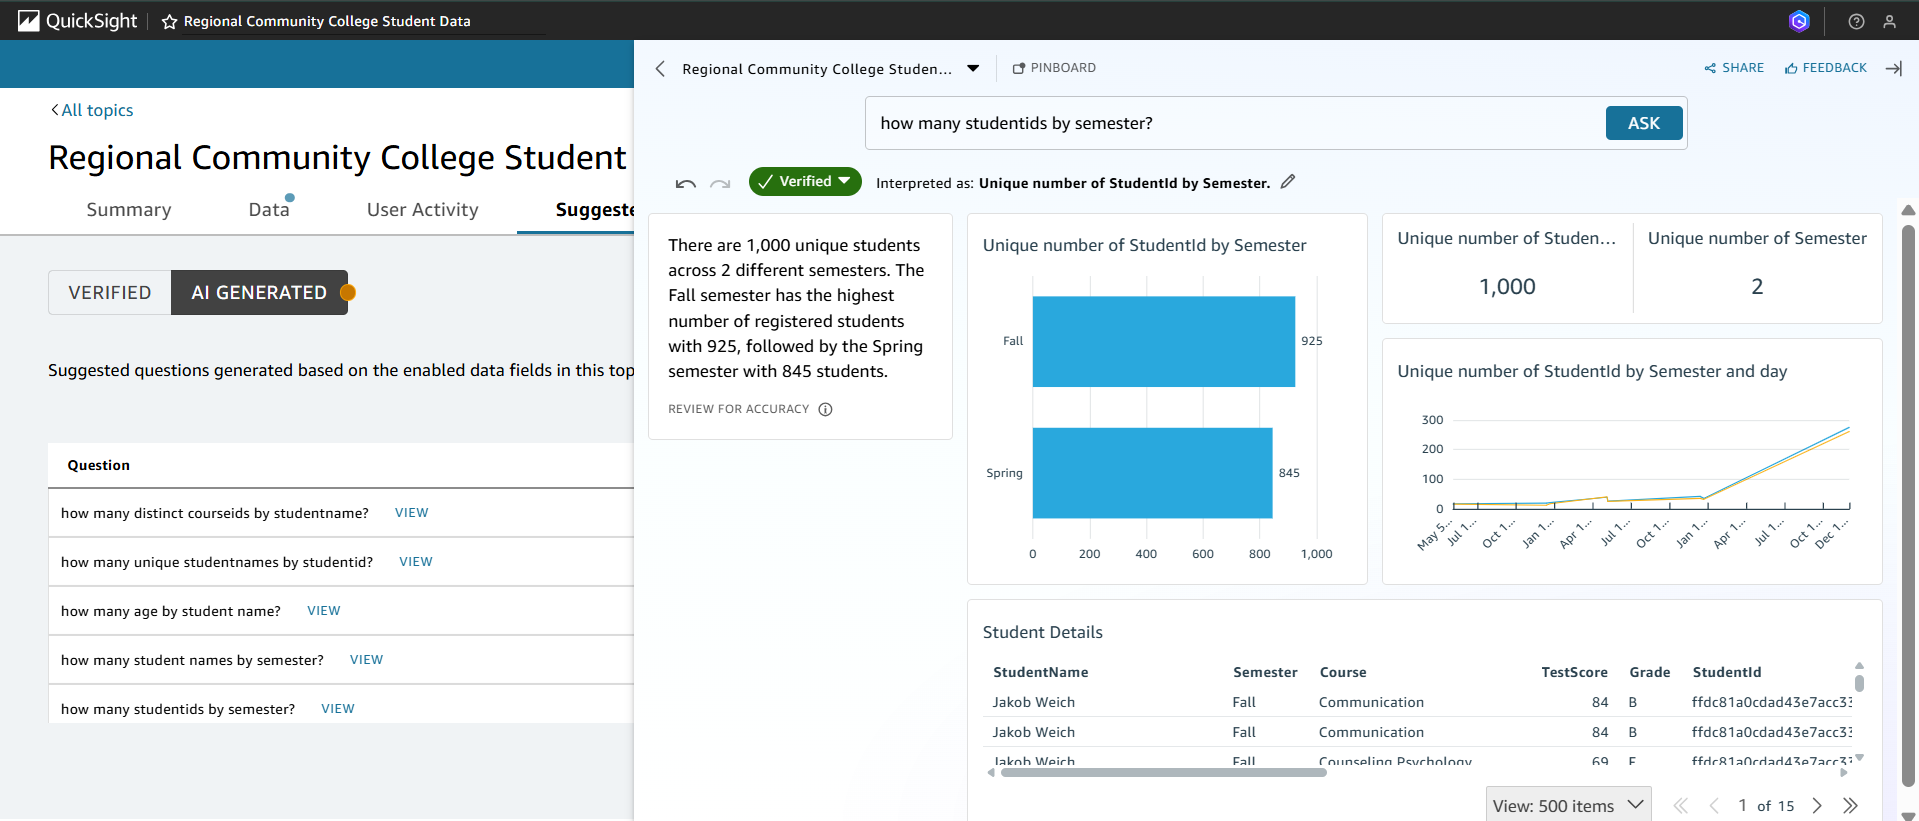 QuickSight
Regional Community College Student Data
All topics
Regional Community College Student
Summary
Data
User Activity
Suggeste
VERIFIED
AI GENERATED
Suggested questions generated based on the enabled data fields in this top
Question
how many distinct courseids by studentname? VIEW
how many unique studentnames by studentid? VIEW
how many age by student name? VIEW
how many student names by semester? VIEW
how many studentids by semester? VIEW
Regional Community College Studen...
PINBOARD
SHARE
FEEDBACK
how many studentids by semester?
ASK
Verified
Interpreted as: Unique number of StudentId by Semester.
There are 1,000 unique students
across 2 different semesters. The
Fall semester has the highest
number of registered students
with 925, followed by the Spring
semester with 845 students.
REVIEW FOR ACCURACY
Unique number of StudentId by Semester
Fall
925
Spring
845
0 200 400 600 800 1,000
Unique number of Studen...
1,000
Unique number of Semester
2
Unique number of StudentId by Semester and day
300
200
100
0
May 5... Jul 1... Oct 1... Jan 1... Apr 1... Jul 1... Oct 1... Jan 1... Apr 1... Jul 1... Oct 1... Dec 1...
Student Details
StudentName Semester Course TestScore Grade StudentId
Jakob Weich Fall Communication 84 B ffdc81a0cdad43e7acc33
Jakob Weich Fall Communication 84 B ffdc81a0cdad43e7acc33
Jakob Weich Fall Counseling Psychology 69 F ffdc81a0cdad43e7acc33
View: 500 items
1 of 15